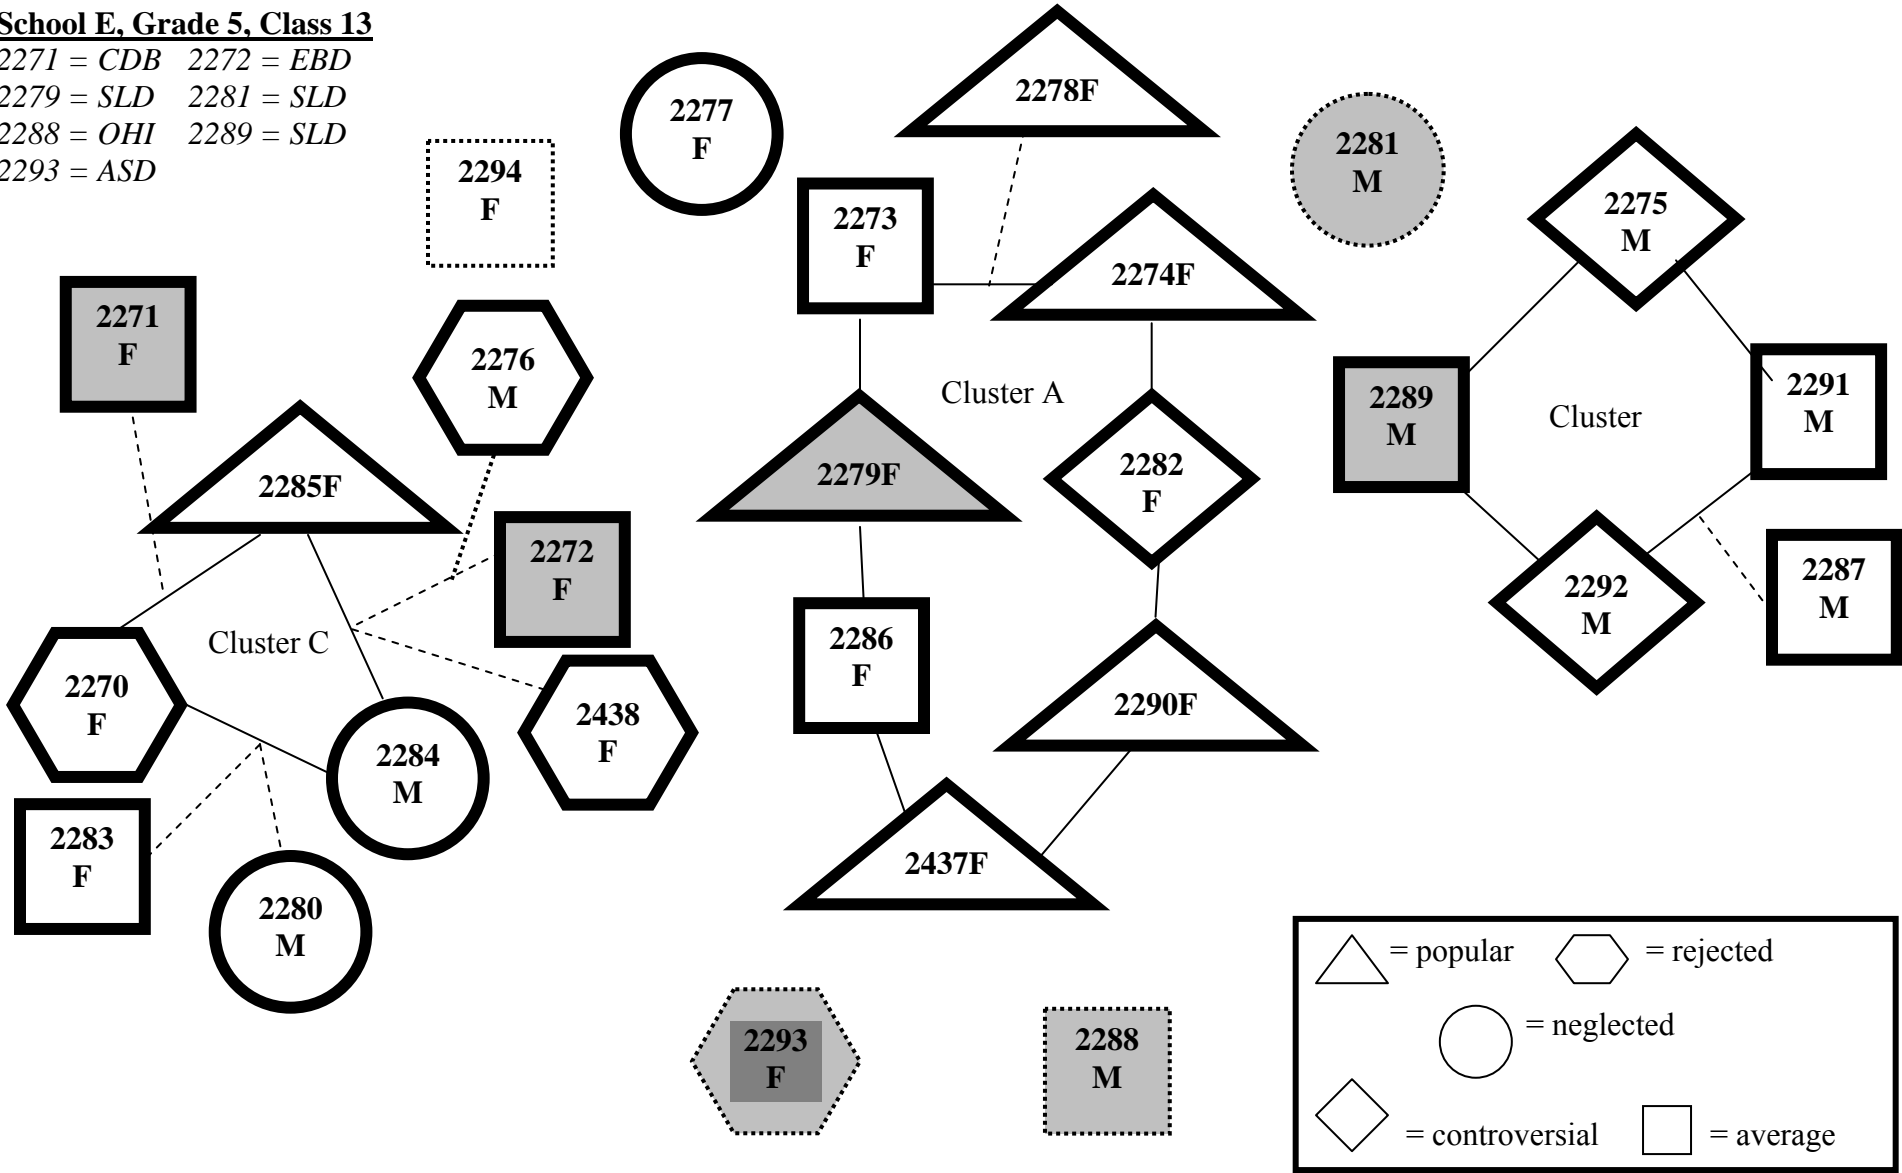 School E, Grade 5, Class 13
2271 = CDB 2272 = EBD
2279 = SLD 2281 = SLD
2288 = OHI 2289 = SLD
2293 = ASD
2294
F
2277
F
2278F
2281
M
2273
F
2274F
2275
M
2271
F
2276
M
Cluster A
2289
M
Cluster
2291
M
2285F
2279F
2282
F
2272
F
2292
M
2287
M
Cluster C
2286
F
2270
F
2438
F
2290F
2284
M
2283
F
2437F
2280
M
2293
F
2288
M
= popular
= rejected
= neglected
= controversial
= average